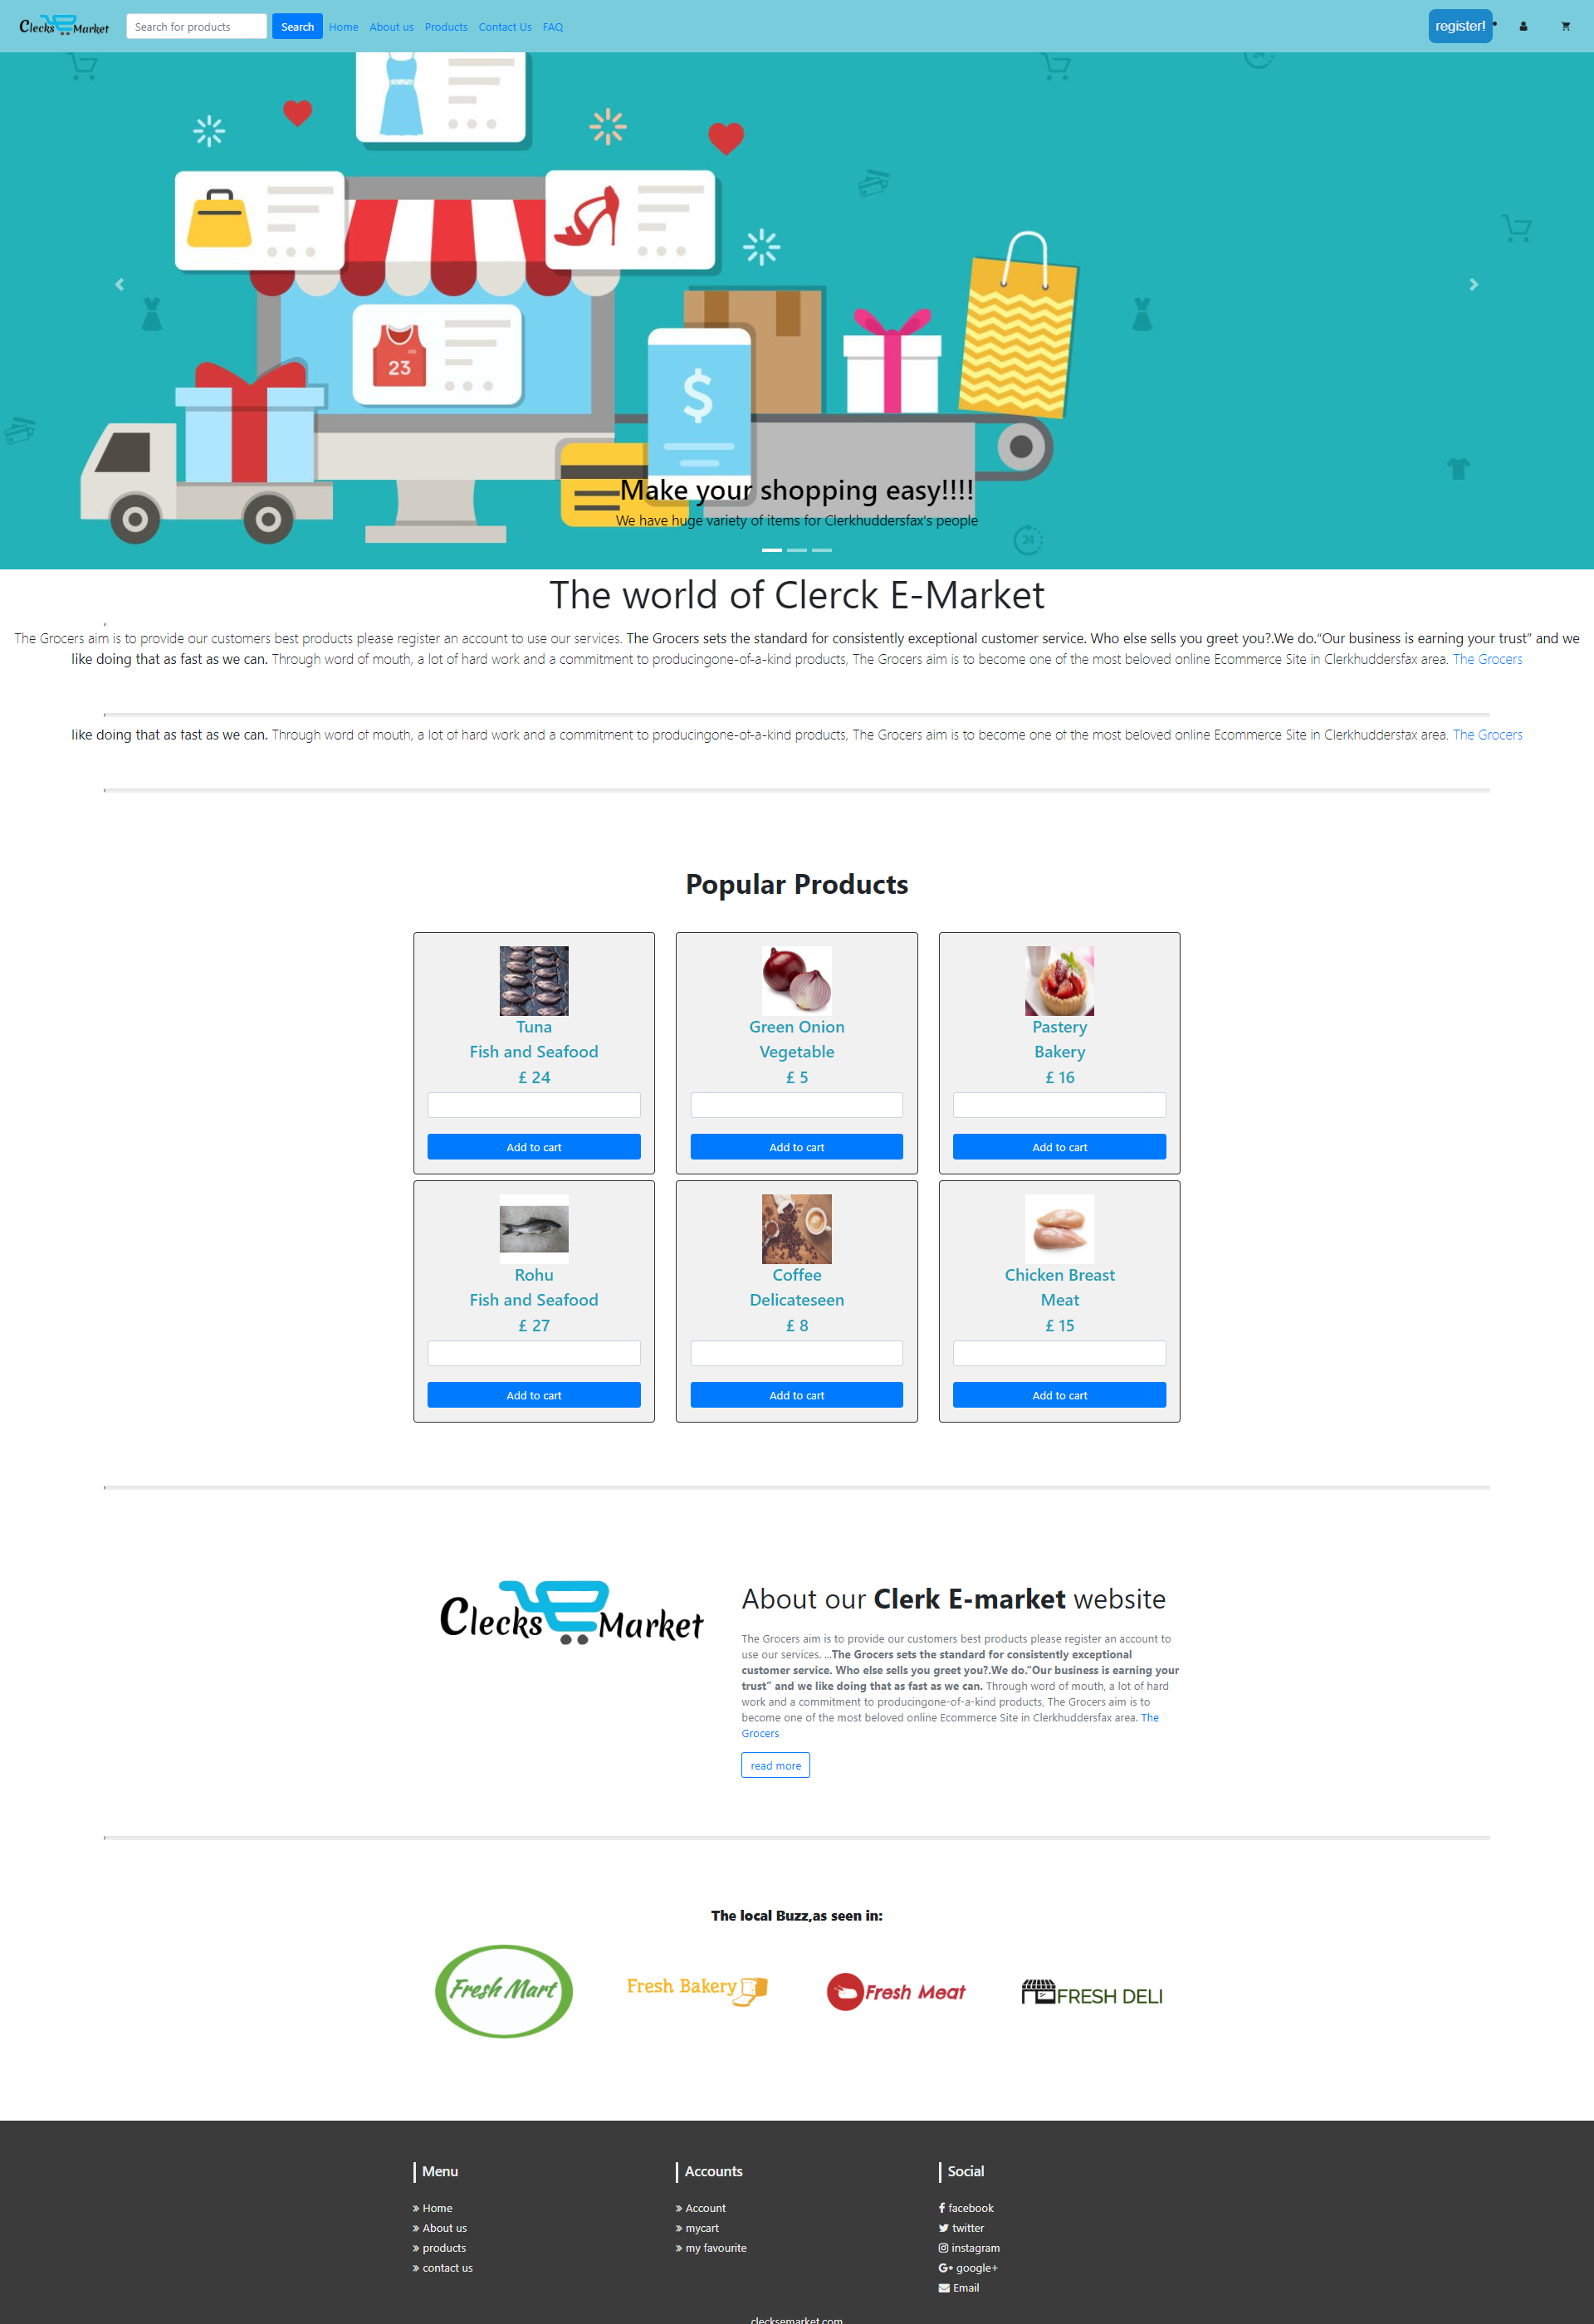 Clecks Market
Search for products
Search
Home
About us
Products
Contact Us
FAQ
register!
23
$
24
Make your shopping easy!!!!
We have huge variety of items for Clerkhuddersfax's people
24
The world of Clerck E-Market
The Grocers aim is to provide our customers best products please register an account to use our services. The Grocers sets the standard for consistently exceptional customer service. Who else sells you greet you?.We do.“Our business is earning your trust” and we
like doing that as fast as we can. Through word of mouth, a lot of hard work and a commitment to producingone-of-a-kind products, The Grocers aim is to become one of the most beloved online Ecommerce Site in Clerkhuddersfax area. The Grocers
like doing that as fast as we can. Through word of mouth, a lot of hard work and a commitment to producingone-of-a-kind products, The Grocers aim is to become one of the most beloved online Ecommerce Site in Clerkhuddersfax area. The Grocers
Popular Products
Tuna
Fish and Seafood
£ 24
Add to cart
Green Onion
Vegetable
£ 5
Add to cart
Pastery
Bakery
£ 16
Add to cart
Rohu
Fish and Seafood
£ 27
Add to cart
Coffee
Delicateseen
£ 8
Add to cart
Chicken Breast
Meat
£ 15
Add to cart
Clecks Market
About our Clerk E-market website
The Grocers aim is to provide our customers best products please register an account to
use our services. ...The Grocers sets the standard for consistently exceptional
customer service. Who else sells you greet you?.We do.“Our business is earning your
trust” and we like doing that as fast as we can. Through word of mouth, a lot of hard
work and a commitment to producingone-of-a-kind products, The Grocers aim is to
become one of the most beloved online Ecommerce Site in Clerkhuddersfax area. The
Grocers
read more
The local Buzz,as seen in:
Fresh Mart
Fresh Bakery
Fresh Meat
FRESH DELI
Menu
» Home
» About us
» products
» contact us
Accounts
» Account
» mycart
» my favourite
Social
facebook
twitter
instagram
google+
Email
clecksemarket.com